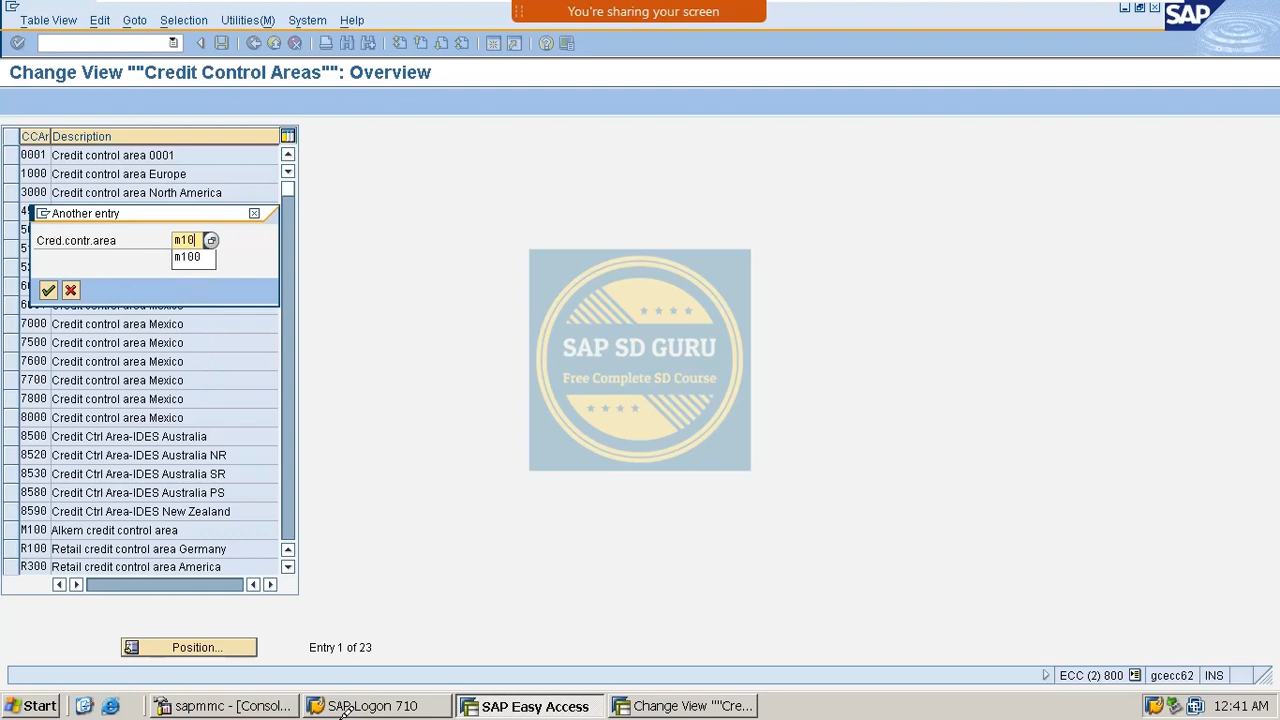 You're sharing your screen
Table View Edit Goto Selection Utilities(M) System Help
SAP
Change View ""Credit Control Areas"": Overview
CCAr Description
0001 Credit control area 0001
1000 Credit control area Europe
3000 Credit control area North America
Another entry
Cred.contr.area m10
m100
7000 Credit control area Mexico
7500 Credit control area Mexico
7600 Credit control area Mexico
7700 Credit control area Mexico
7800 Credit control area Mexico
8000 Credit control area Mexico
8500 Credit Ctrl Area-IDES Australia
8520 Credit Ctrl Area-IDES Australia NR
8530 Credit Ctrl Area-IDES Australia SR
8580 Credit Ctrl Area-IDES Australia PS
8590 Credit Ctrl Area-IDES New Zealand
M100 Alkem credit control area
R100 Retail credit control area Germany
R300 Retail credit control area America
SAP SD GURU
Free Complete SD Course
Position... Entry 1 of 23
ECC (2) 800 gcecc62 INS
Start sapmmc - [Consol... SAP Logon 710 SAP Easy Access Change View ""Cre... 12:41 AM